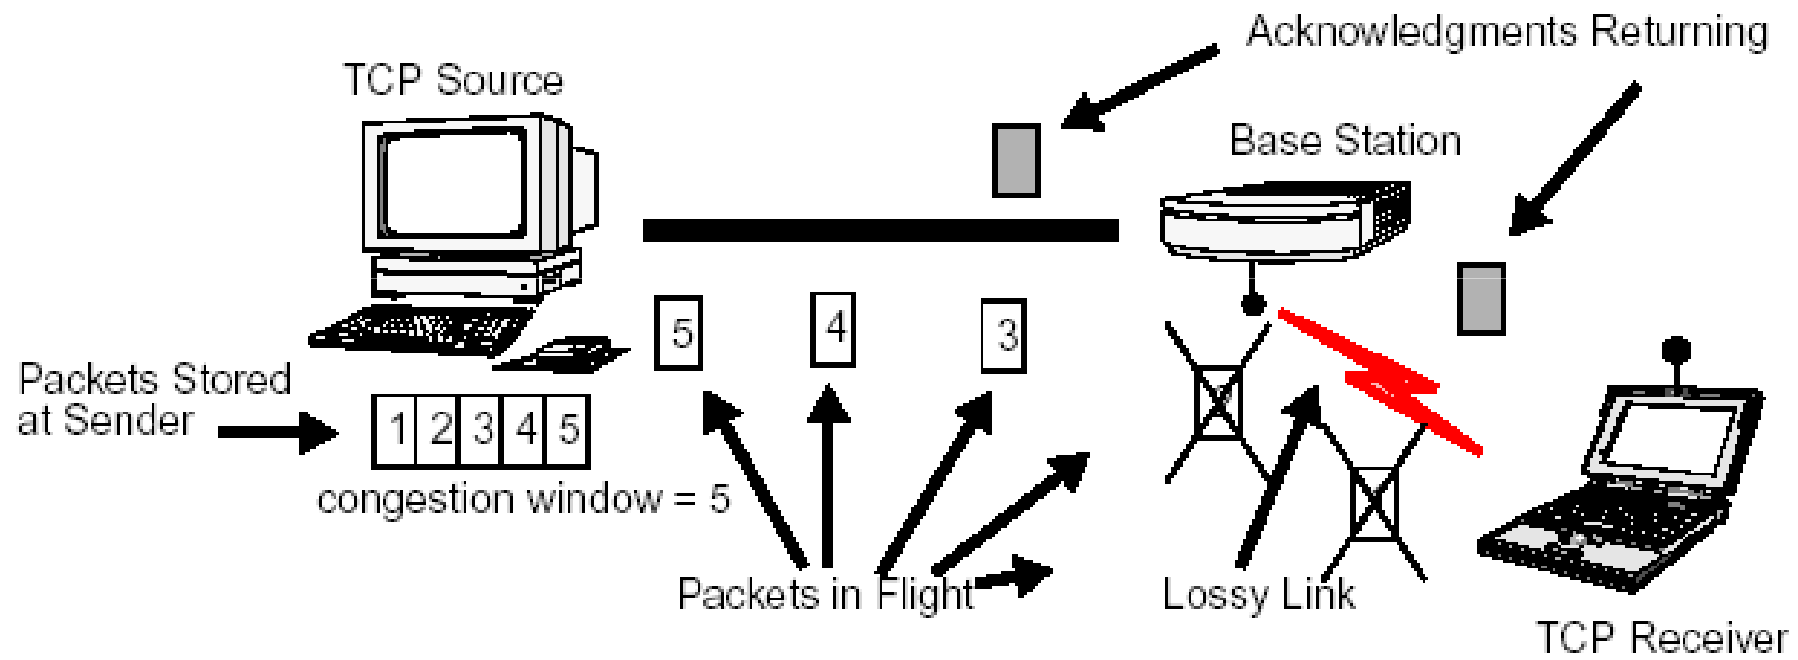 Acknowledgments Returning
TCP Source
Base Station
5
4
3
Packets Stored
at Sender
1 2 3 4 5
congestion window = 5
Packets in Flight
Lossy Link
TCP Receiver